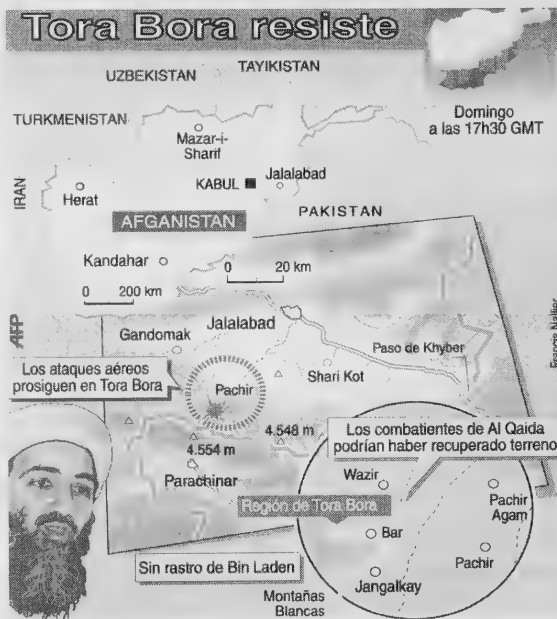 Tora Bora resiste
UZBEKISTAN
TAYIKISTAN
TURKMENISTAN
Domingo
a las 17h30 GMT
Mazar-i-
Sharif
IRAN
Herat
KABUL
Jalalabad
AFGANISTAN
PAKISTAN
Kandahar
0 20 km
0 200 km
AFP
Francis Nallier
Gandomak
Jalalabad
Paso de Khyber
Los ataques aéreos
prosiguen en Tora Bora
Pachir
Shari Kot
4.548 m
4.554 m
Los combatientes de Al Qaida
podrían haber recuperado terreno
Parachinar
Wazir
Pachir
Agam
Región de Tora Bora
Bar
Pachir
Sin rastro de Bin Laden
Jangalkay
Montañas
Blancas